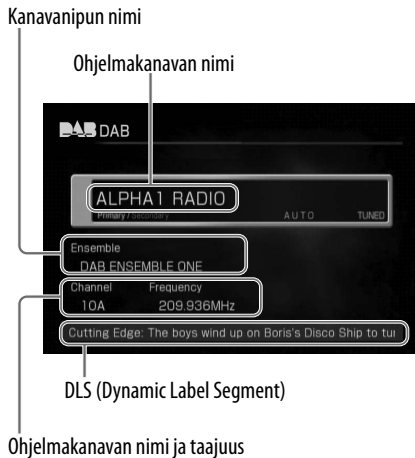 Kanavanipun nimi
Ohjelmakanavan nimi
DAB DAB
ALPHA1 RADIO
Primary / Secondary AUTO TUNED
Ensemble
DAB ENSEMBLE ONE
Channel Frequency
10A 209.936MHz
Cutting Edge: The boys wind up on Boris's Disco Ship to tur
DLS (Dynamic Label Segment)
Ohjelmakanavan nimi ja taajuus